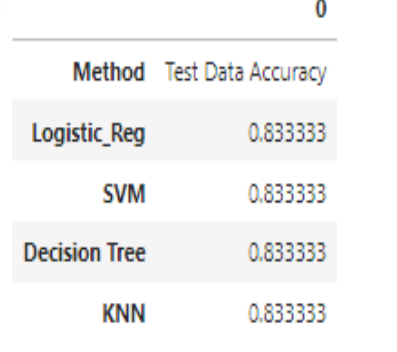 0
Method Test Data Accuracy
Logistic_Reg 0.833333
SVM 0.833333
Decision Tree 0.833333
KNN 0.833333